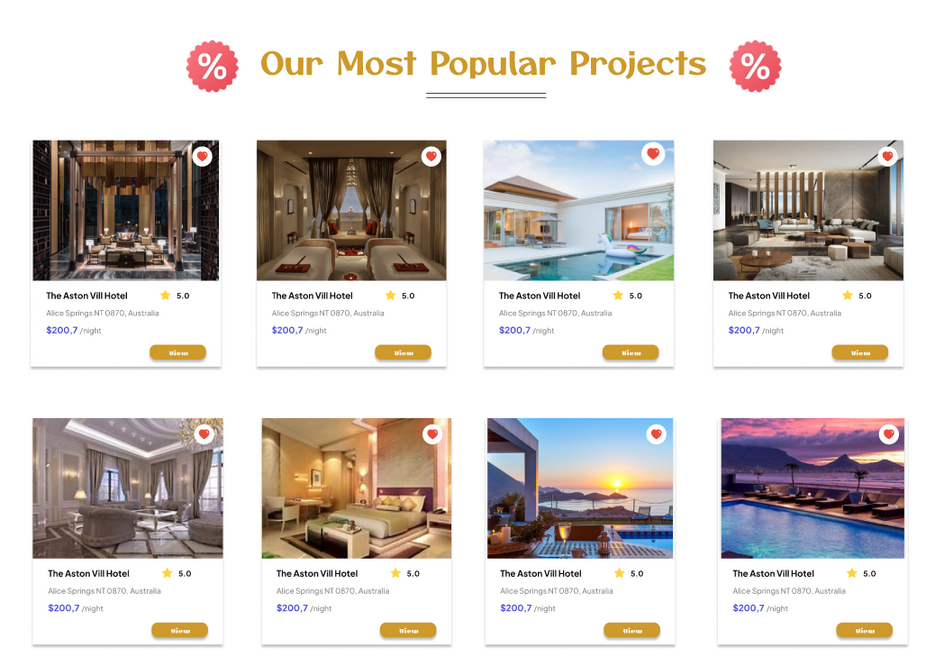 % Our Most Popular Projects %
The Aston Vill Hotel 5.0
Alice Springs NT 0870, Australia
$200,7 /night
View
The Aston Vill Hotel 5.0
Alice Springs NT 0870, Australia
$200,7 /night
View
The Aston Vill Hotel 5.0
Alice Springs NT 0870, Australia
$200,7 /night
View
The Aston Vill Hotel 5.0
Alice Springs NT 0870, Australia
$200,7 /night
View
The Aston Vill Hotel 5.0
Alice Springs NT 0870, Australia
$200,7 /night
View
The Aston Vill Hotel 5.0
Alice Springs NT 0870, Australia
$200,7 /night
View
The Aston Vill Hotel 5.0
Alice Springs NT 0870, Australia
$200,7 /night
View
The Aston Vill Hotel 5.0
Alice Springs NT 0870, Australia
$200,7 /night
View